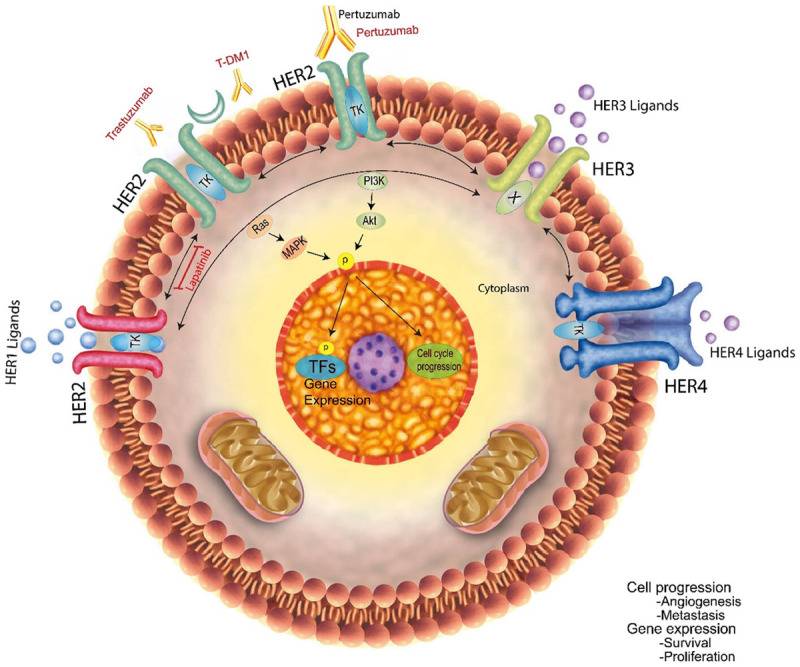 Pertuzumab
Pertuzumab
T-DM1
HER2
Trastuzumab
HER2
TK
TK
HER3 Ligands
HER3
X
PI3K
Akt
Ras
MAPK
P
Lapatinib
Cytoplasm
HER1 Ligands
TK
HER2
P
TFs
Gene
Expression
Cell cycle
progression
TK
HER4 Ligands
HER4
Cell progression
-Angiogenesis
-Metastasis
Gene expression
-Survival
-Proliferation